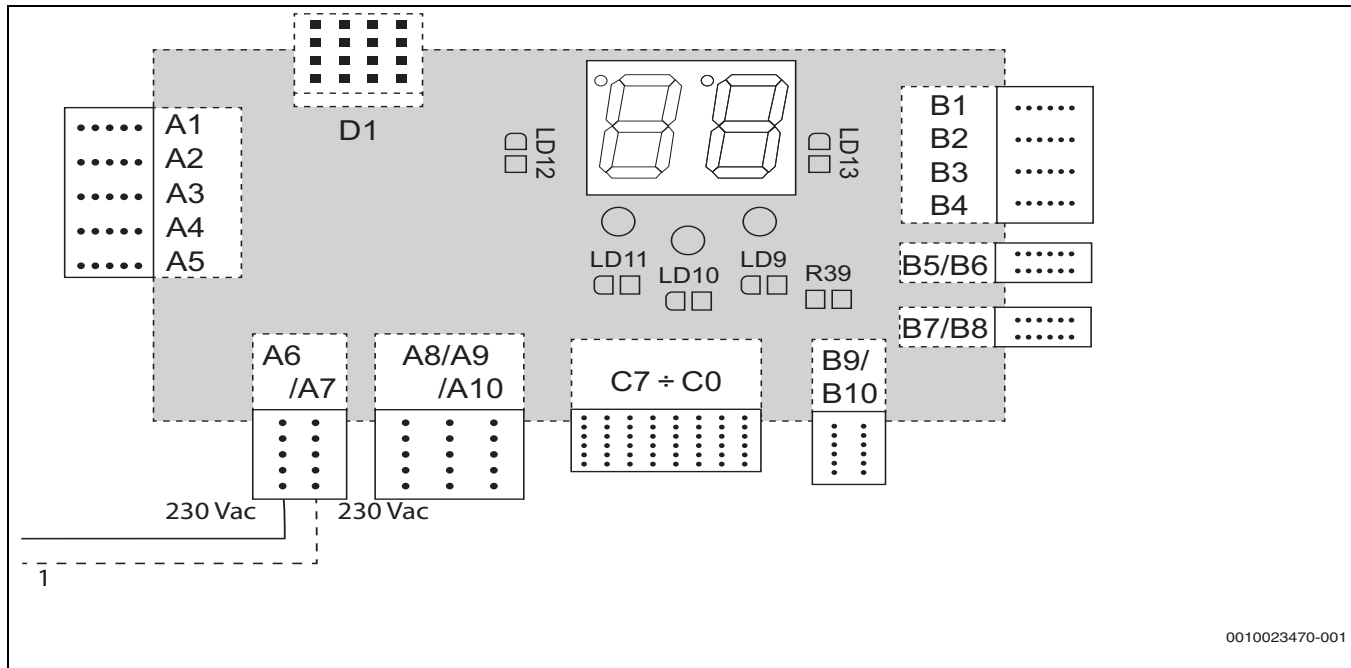 D1
A1
A2
A3
A4
A5
LD12
LD13
B1
B2
B3
B4
LD11
LD10
LD9
R39
B5/B6
B7/B8
A6
/A7
A8/A9
/A10
C7 ÷ C0
B9/
B10
230 Vac
230 Vac
1
0010023470-001